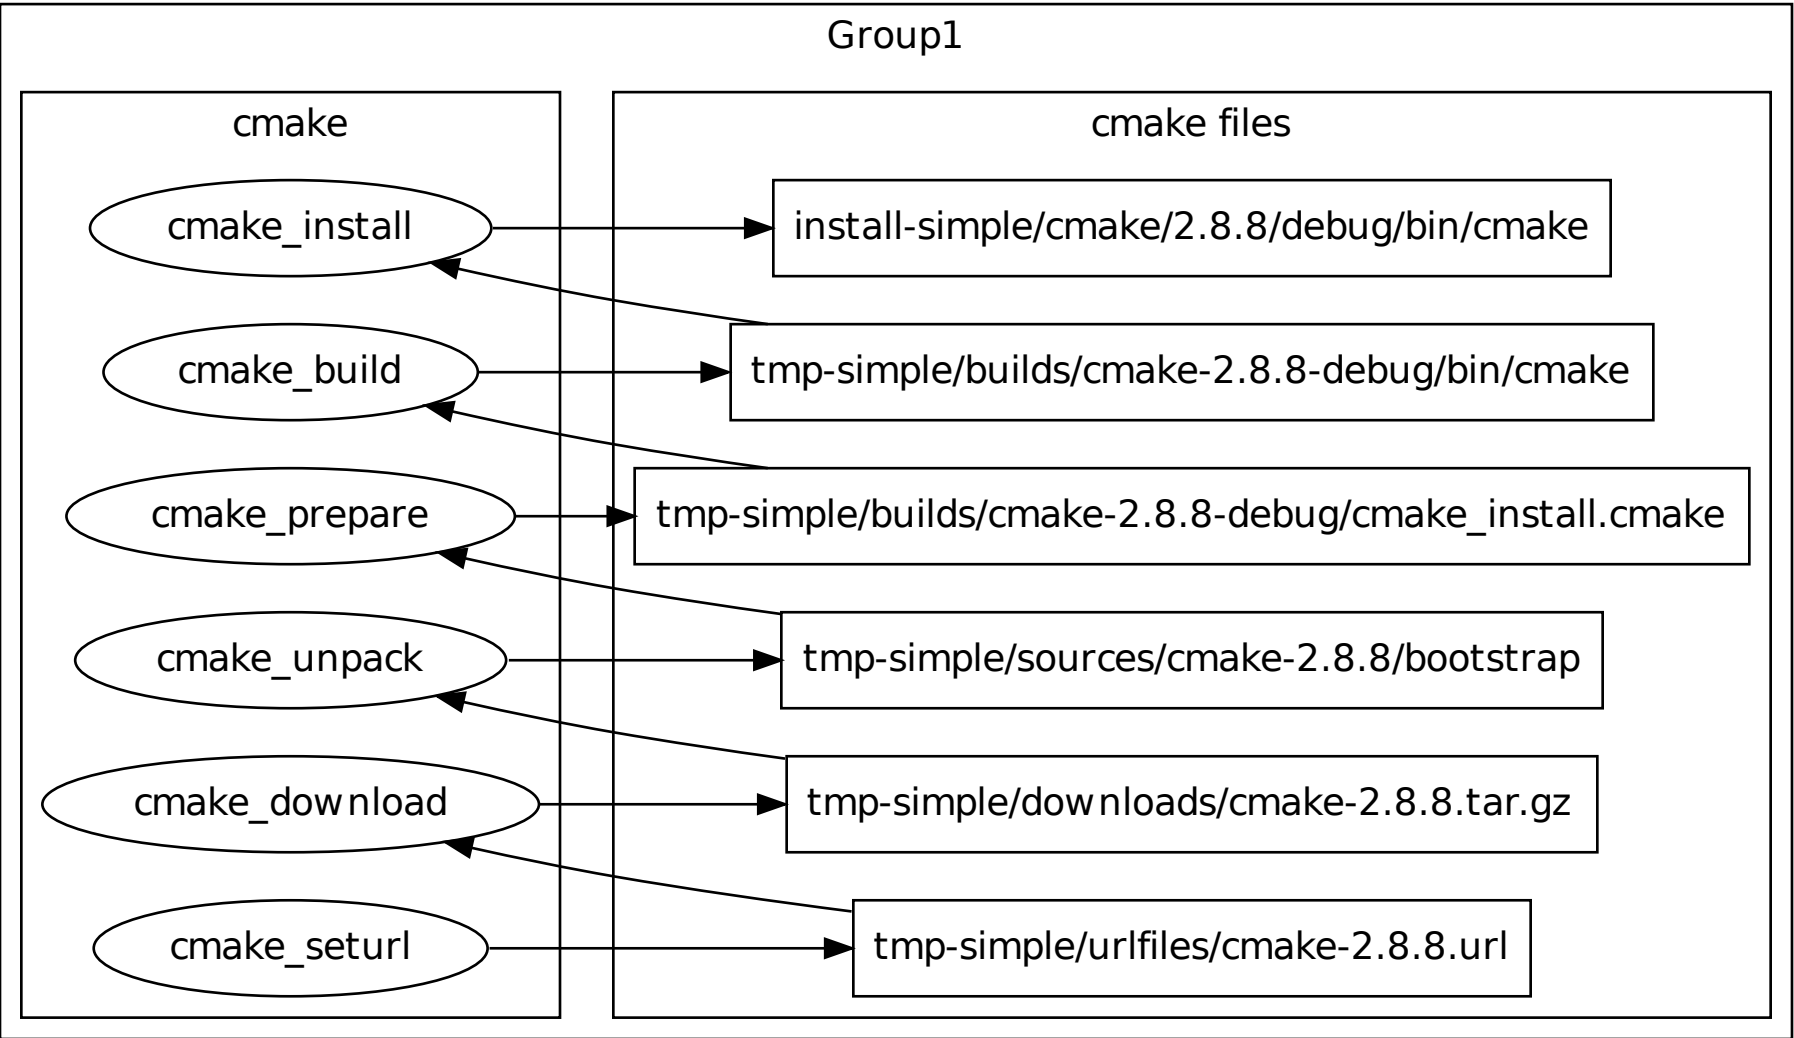 Group1
cmake
cmake files
cmake_install
install-simple/cmake/2.8.8/debug/bin/cmake
cmake_build
tmp-simple/builds/cmake-2.8.8-debug/bin/cmake
cmake_prepare
tmp-simple/builds/cmake-2.8.8-debug/cmake_install.cmake
cmake_unpack
tmp-simple/sources/cmake-2.8.8/bootstrap
cmake_download
tmp-simple/downloads/cmake-2.8.8.tar.gz
cmake_seturl
tmp-simple/urlfiles/cmake-2.8.8.url